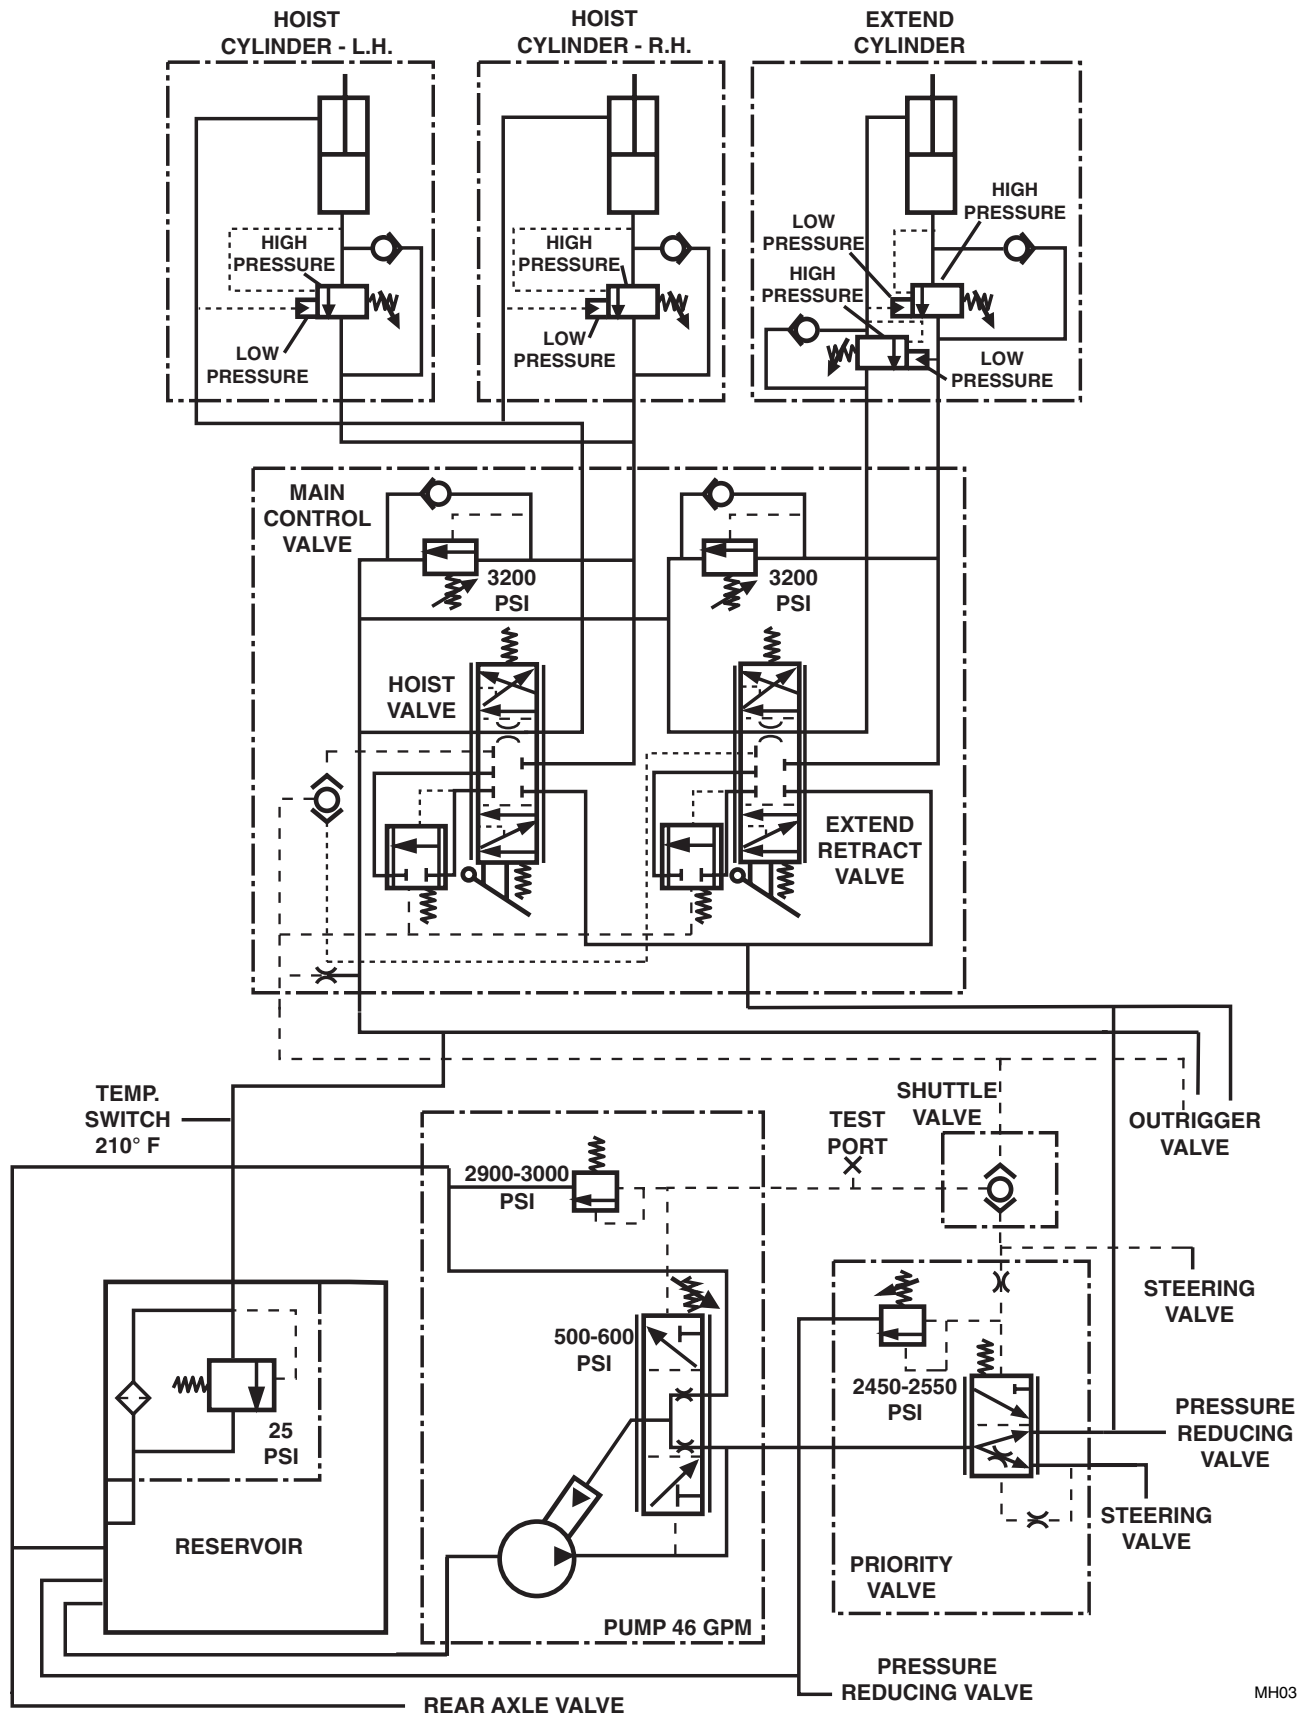 HOIST
CYLINDER - L.H.
HOIST
CYLINDER - R.H.
EXTEND
CYLINDER
HIGH
PRESSURE
LOW
PRESSURE
HIGH
PRESSURE
LOW
PRESSURE
HIGH
PRESSURE
LOW
PRESSURE
HIGH
PRESSURE
LOW
PRESSURE
MAIN
CONTROL
VALVE
3200
PSI
3200
PSI
HOIST
VALVE
EXTEND
RETRACT
VALVE
TEMP.
SWITCH
210° F
SHUTTLE
VALVE
TEST
PORT
OUTRIGGER
VALVE
2900-3000
PSI
STEERING
VALVE
500-600
PSI
2450-2550
PSI
PRESSURE
REDUCING
VALVE
25
PSI
STEERING
VALVE
RESERVOIR
PRIORITY
VALVE
PUMP 46 GPM
PRESSURE
REDUCING VALVE
REAR AXLE VALVE
MH03